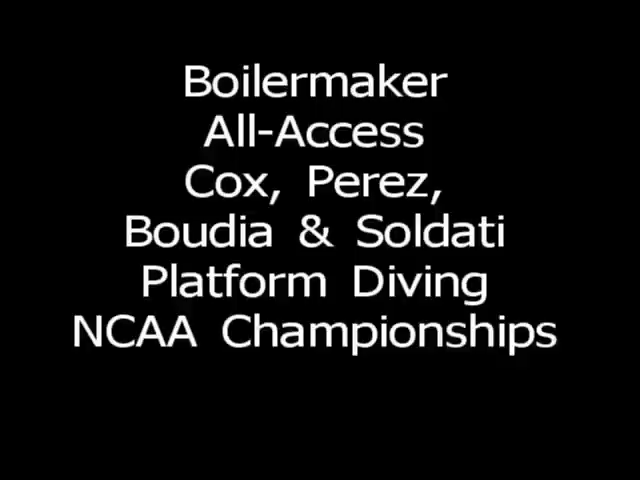 Boilermaker
All-Access
Cox, Perez,
Boudia & Soldati
Platform Diving
NCAA Championships